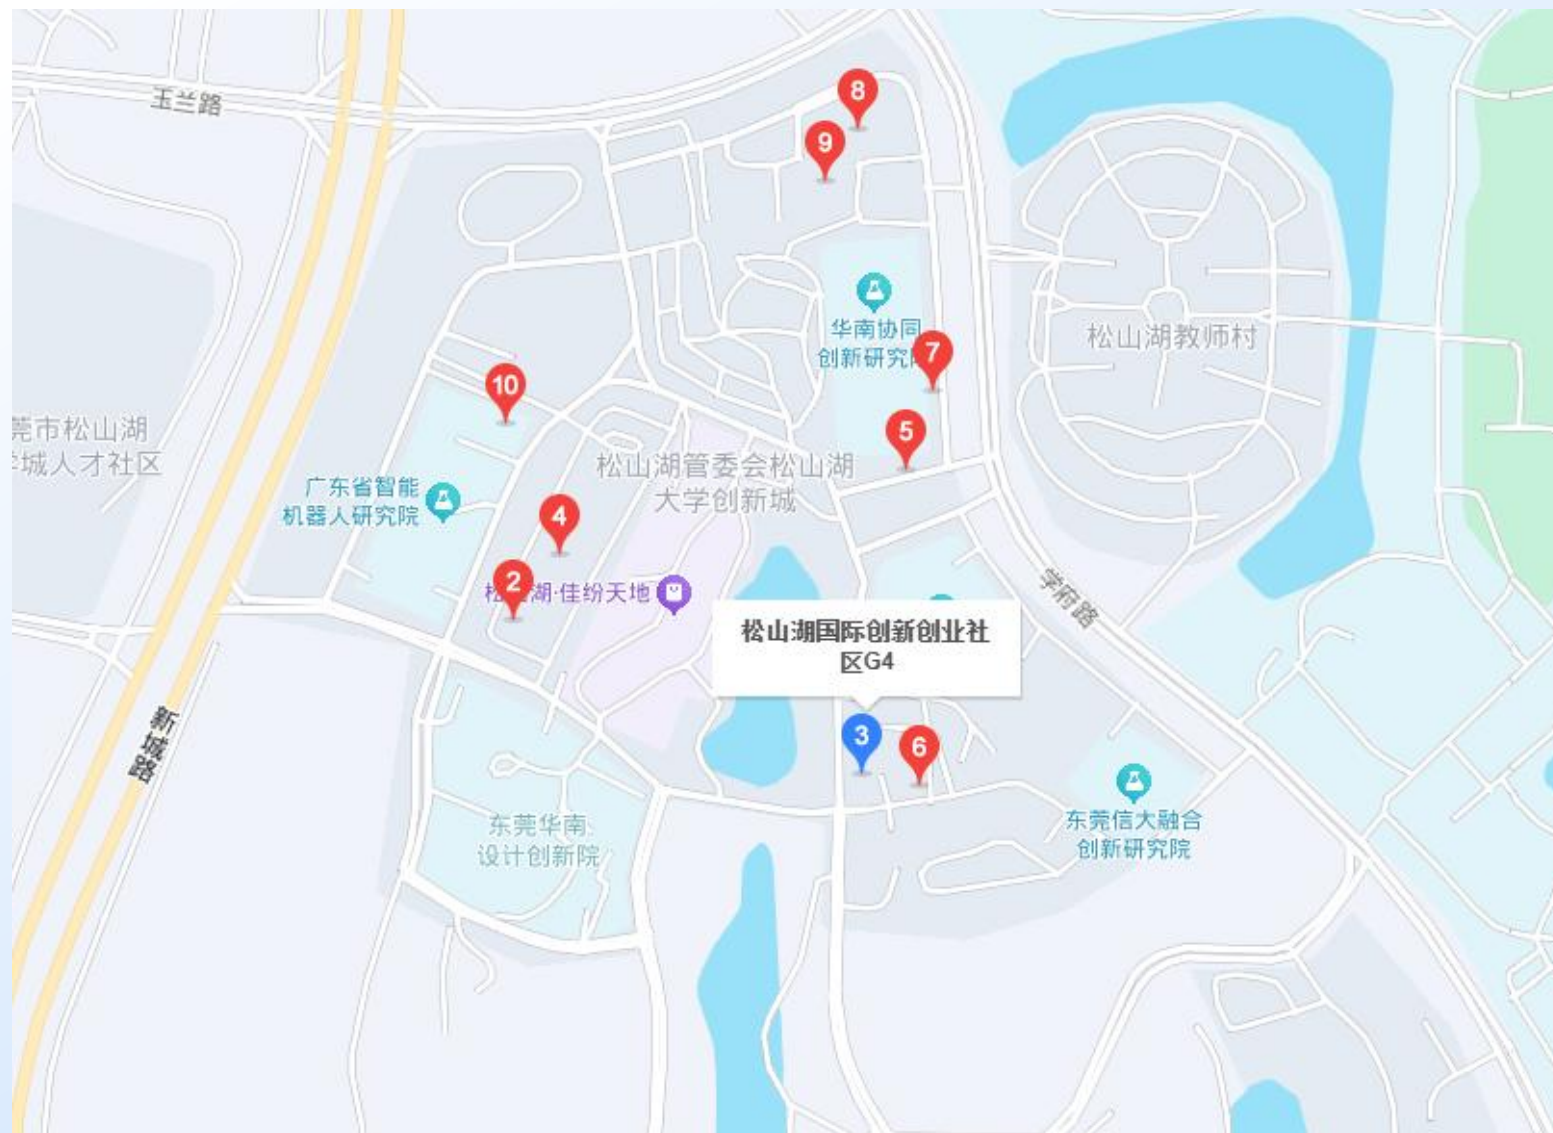 玉兰路
8
9
华南协同
创新研究院
7
松山湖教师村
10
5
莞市松山湖
城人才社区
松山湖管委会松山湖
大学创新城
广东省智能
机器人研究院
4
2
湖·佳纷天地
学府路
松山湖国际创新创业社
区G4
新城路
3
6
东莞华南
设计创新院
东莞信大融合
创新研究院